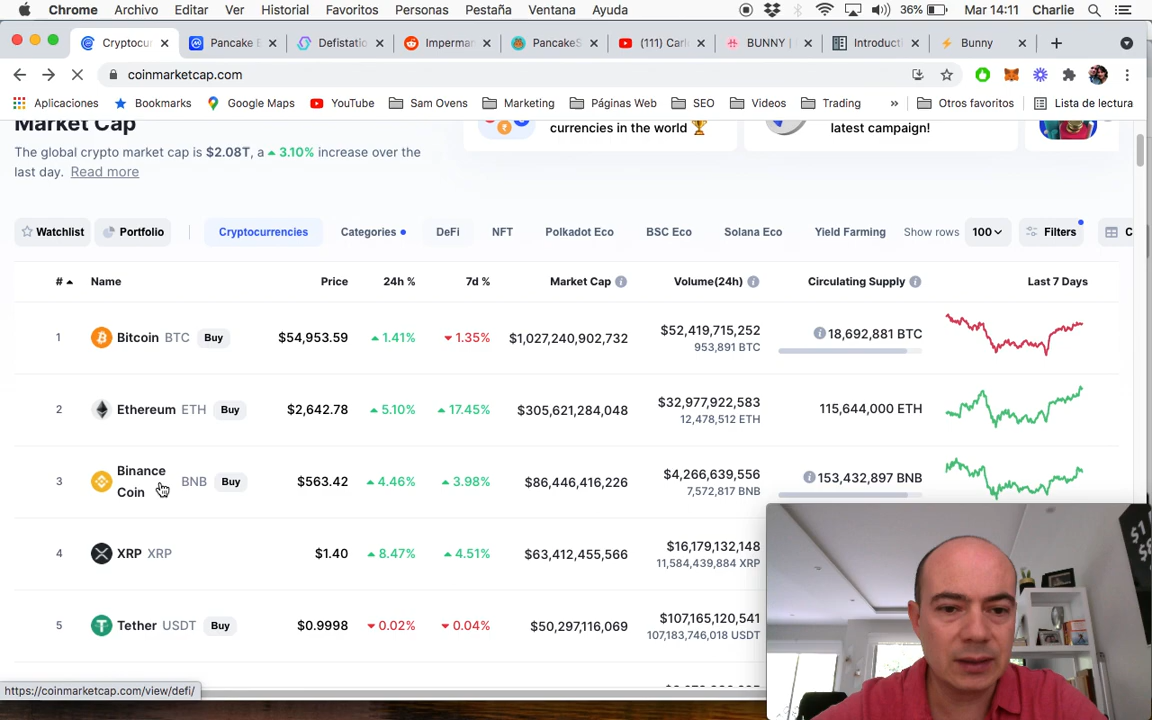 Chrome Archivo Editar Ver Historial Favoritos Personas Pestaña Ventana Ayuda 36% Mar 14:11 Charlie
Cryptocur Pancake Defistatio Imperma PancakeS (111) Carl BUNNY | Introducti Bunny
coinmarketcap.com
Aplicaciones Bookmarks Google Maps YouTube Sam Ovens Marketing Páginas Web SEO Videos Trading » Otros favoritos Lista de lectura
Market Cap
currencies in the world
latest campaign!
The global crypto market cap is $2.08T, a 3.10% increase over the
last day. Read more
Watchlist Portfolio Cryptocurrencies Categories DeFi NFT Polkadot Eco BSC Eco Solana Eco Yield Farming Show rows 100 Filters C
# Name Price 24h % 7d % Market Cap Volume(24h) Circulating Supply Last 7 Days
1 Bitcoin BTC Buy $54,953.59 1.41% 1.35% $1,027,240,902,732 $52,419,715,252 18,692,881 BTC
953,891 BTC
2 Ethereum ETH Buy $2,642.78 5.10% 17.45% $305,621,284,048 $32,977,922,583 115,644,000 ETH
12,478,512 ETH
3 Binance Coin BNB Buy $563.42 4.46% 3.98% $86,446,416,226 $4,266,639,556 153,432,897 BNB
7,572,817 BNB
4 XRP XRP $1.40 8.47% 4.51% $63,412,455,566 $16,179,132,148
11,584,439,884 XRP
5 Tether USDT Buy $0.9998 0.02% 0.04% $50,297,116,069 $107,165,120,541
107,183,746,018 USDT
https://coinmarketcap.com/view/defi/